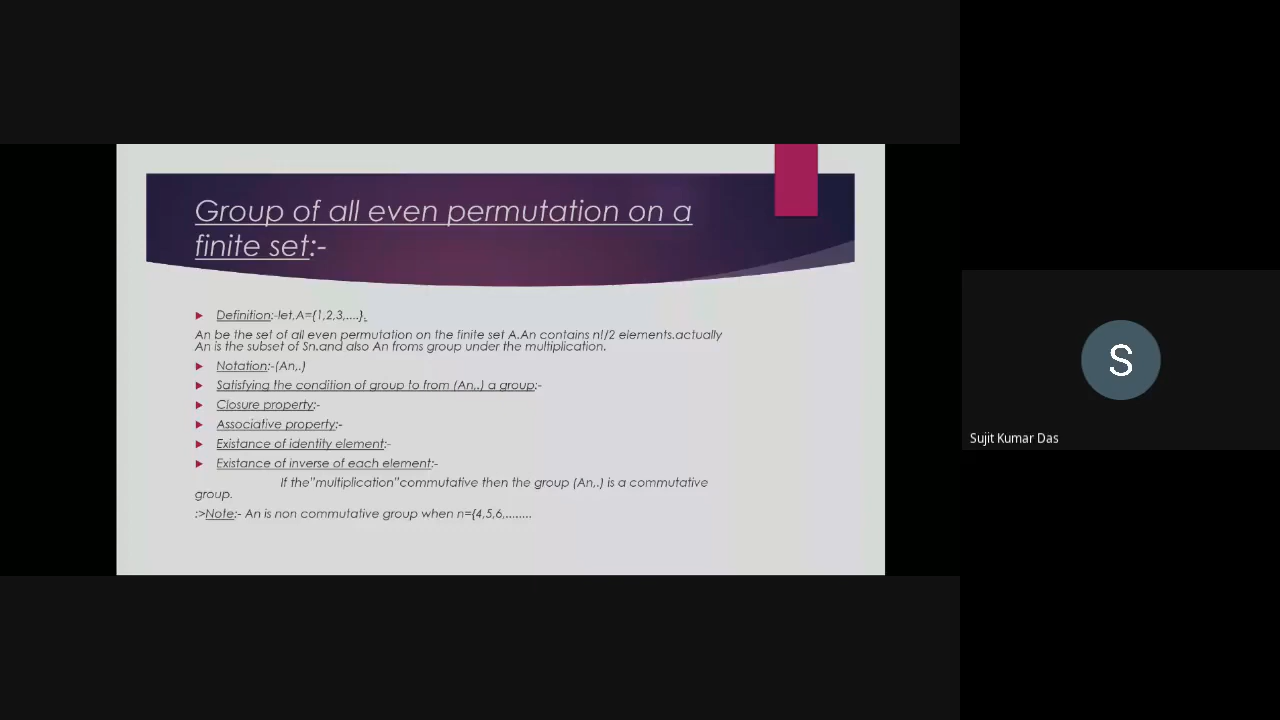 Group of all even permutation on a
finite set:-
Definition:-let,A={1,2,3,....}.
An be the set of all even permutation on the finite set A.An contains n!/2 elements.actually
An is the subset of Sn.and also An froms group under the multiplication.
Notation:-(An,.)
Satisfying the condition of group to from (An,.) a group:-
Closure property:-
Associative property:-
Existance of identity element:-
Existance of inverse of each element:-
If the"multiplication"commutative then the group (An,.) is a commutative
group.
:>Note:- An is non commutative group when n={4,5,6,........
S
Sujit Kumar Das